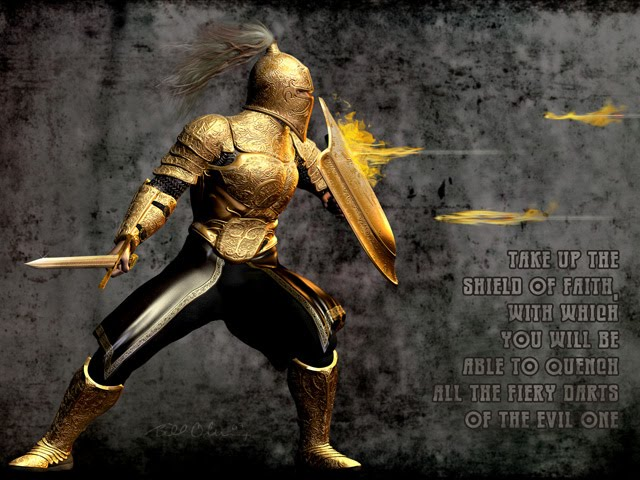 TAKE UP THE
SHIELD OF FAITH,
WITH WHICH
YOU WILL BE
ABLE TO QUENCH
ALL THE FIERY DARTS
OF THE EVIL ONE